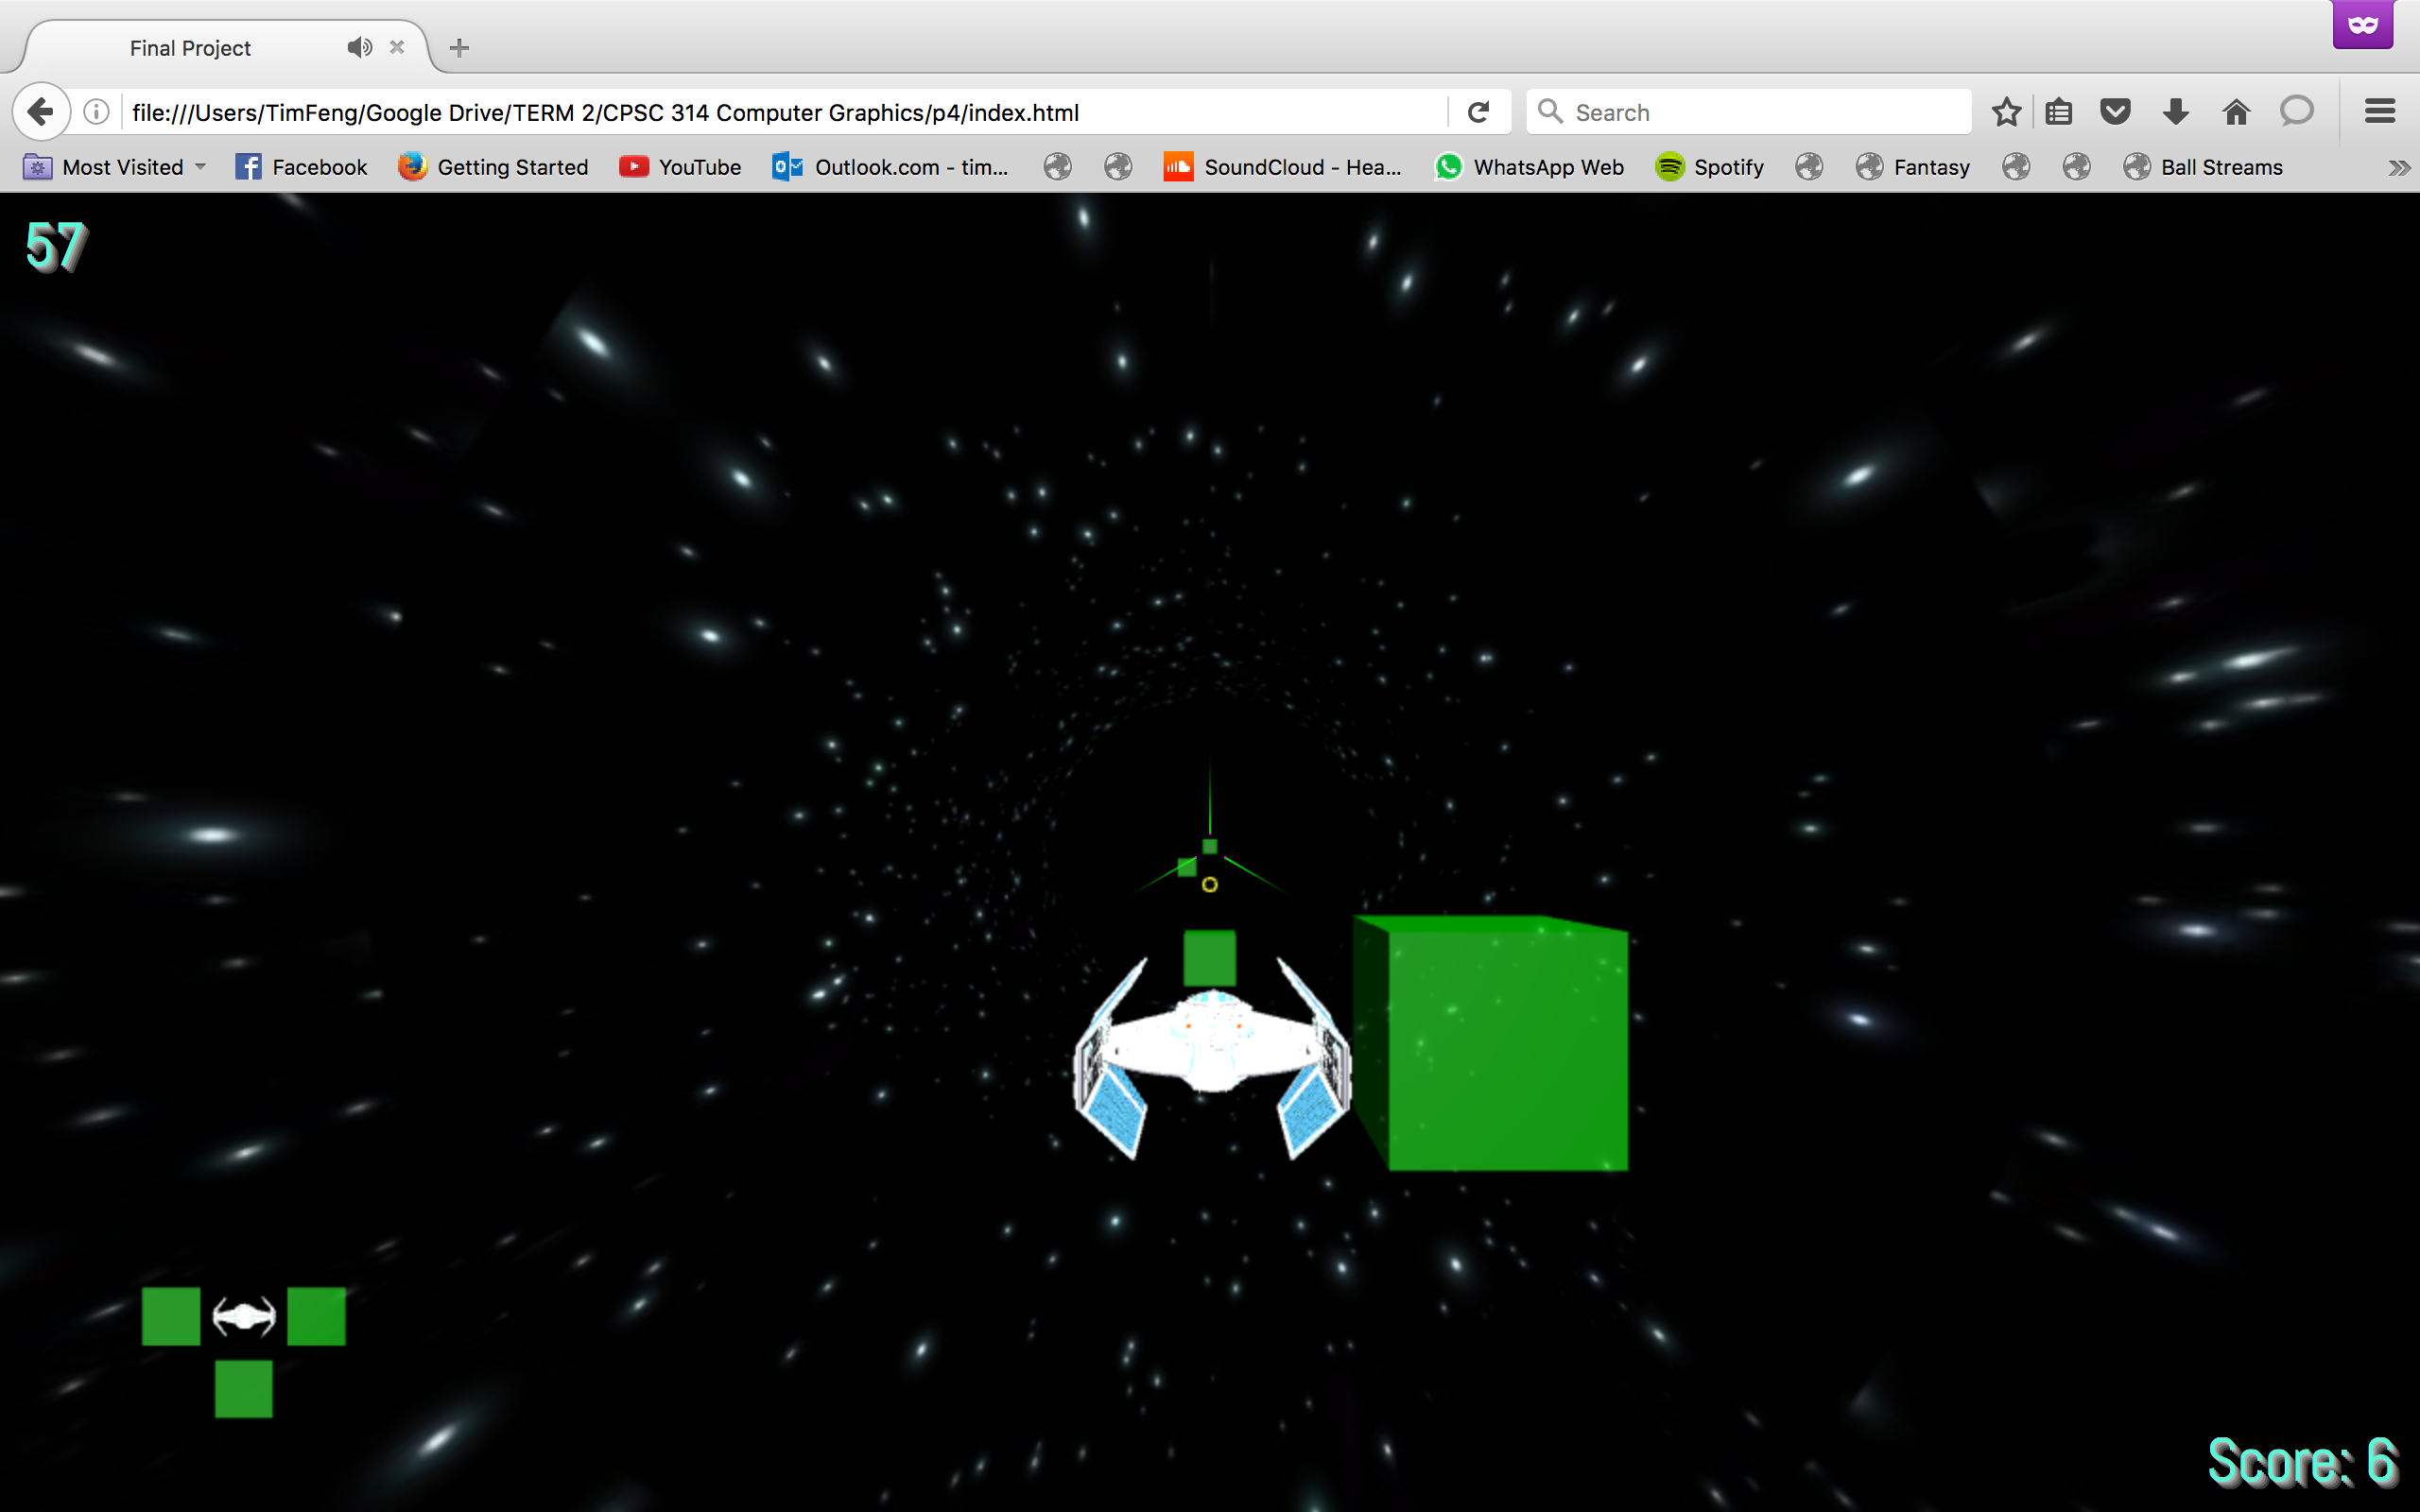 Final Project
file:///Users/TimFeng/Google Drive/TERM 2/CPSC 314 Computer Graphics/p4/index.html
Search
Most Visited Facebook Getting Started YouTube Outlook.com - tim... SoundCloud - Hea... WhatsApp Web Spotify Fantasy Ball Streams
57
Score: 6